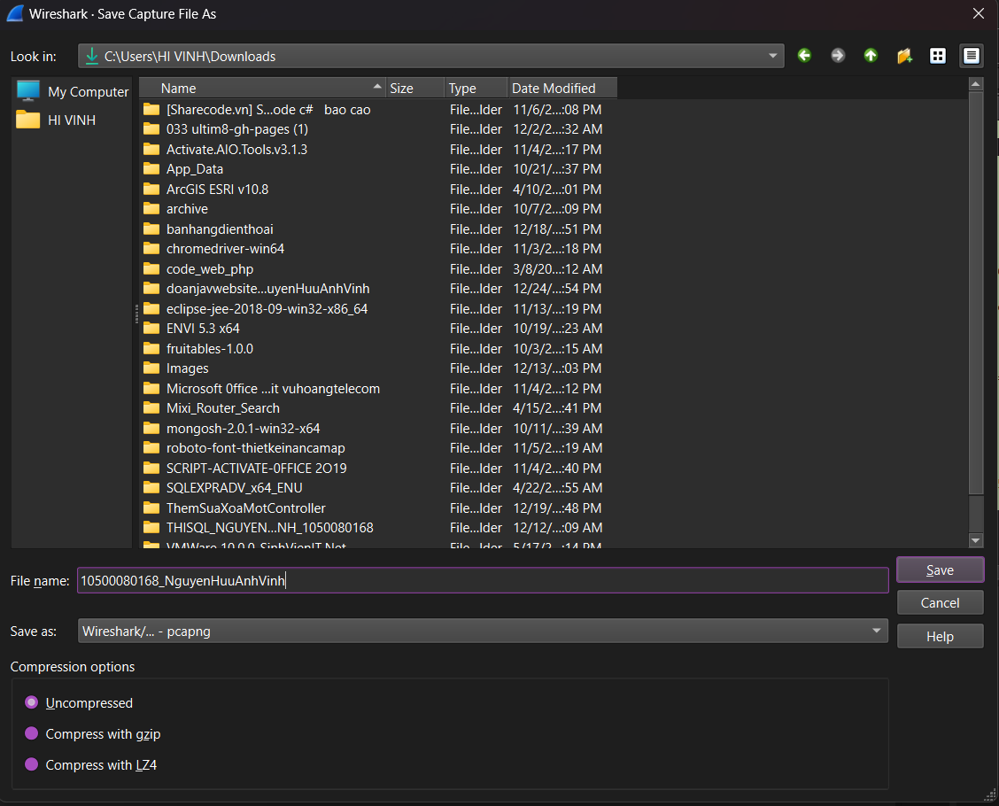 Wireshark · Save Capture File As
Look in: C:\Users\HI VINH\Downloads
My Computer
HI VINH
Name Size Type Date Modified
[Sharecode.vn] S...ode c# bao cao File...lder 11/6/2...:08 PM
033 ultim8-gh-pages (1) File...lder 12/2/2...:32 AM
Activate.AIO.Tools.v3.1.3 File...lder 11/4/2...:17 PM
App_Data File...lder 10/21/...:37 PM
ArcGIS ESRI v10.8 File...lder 4/10/2...:01 PM
archive File...lder 10/7/2...:09 PM
banhangdienthoai File...lder 12/18/...:51 PM
chromedriver-win64 File...lder 11/3/2...:18 PM
code_web_php File...lder 3/8/20...:12 AM
doanjavwebsite...uyenHuuAnhVinh File...lder 12/24/...:54 PM
eclipse-jee-2018-09-win32-x86_64 File...lder 11/13/...:19 PM
ENVI 5.3 x64 File...lder 10/19/...:23 AM
fruitables-1.0.0 File...lder 10/3/2...:15 AM
Images File...lder 12/13/...:03 PM
Microsoft 0ffice ...it vuhoangtelecom File...lder 11/4/2...:12 PM
Mixi_Router_Search File...lder 4/15/2...:41 PM
mongosh-2.0.1-win32-x64 File...lder 10/11/...:39 AM
roboto-font-thietkeinancamap File...lder 11/5/2...:19 AM
SCRIPT-ACTIVATE-0FFICE 2O19 File...lder 11/4/2...:40 PM
SQLEXPRADV_x64_ENU File...lder 4/22/2...:55 AM
ThemSuaXoaMotController File...lder 12/19/...:48 PM
THISQL_NGUYEN...NH_1050080168 File...lder 12/12/...:09 AM
VMWare 10.0.0-SinhVienIT.Net File...lder 5/17/2...:14 PM
File name: 10500080168_NguyenHuuAnhVinh
Save
Cancel
Save as: Wireshark/... - pcapng
Help
Compression options
Uncompressed
Compress with gzip
Compress with LZ4